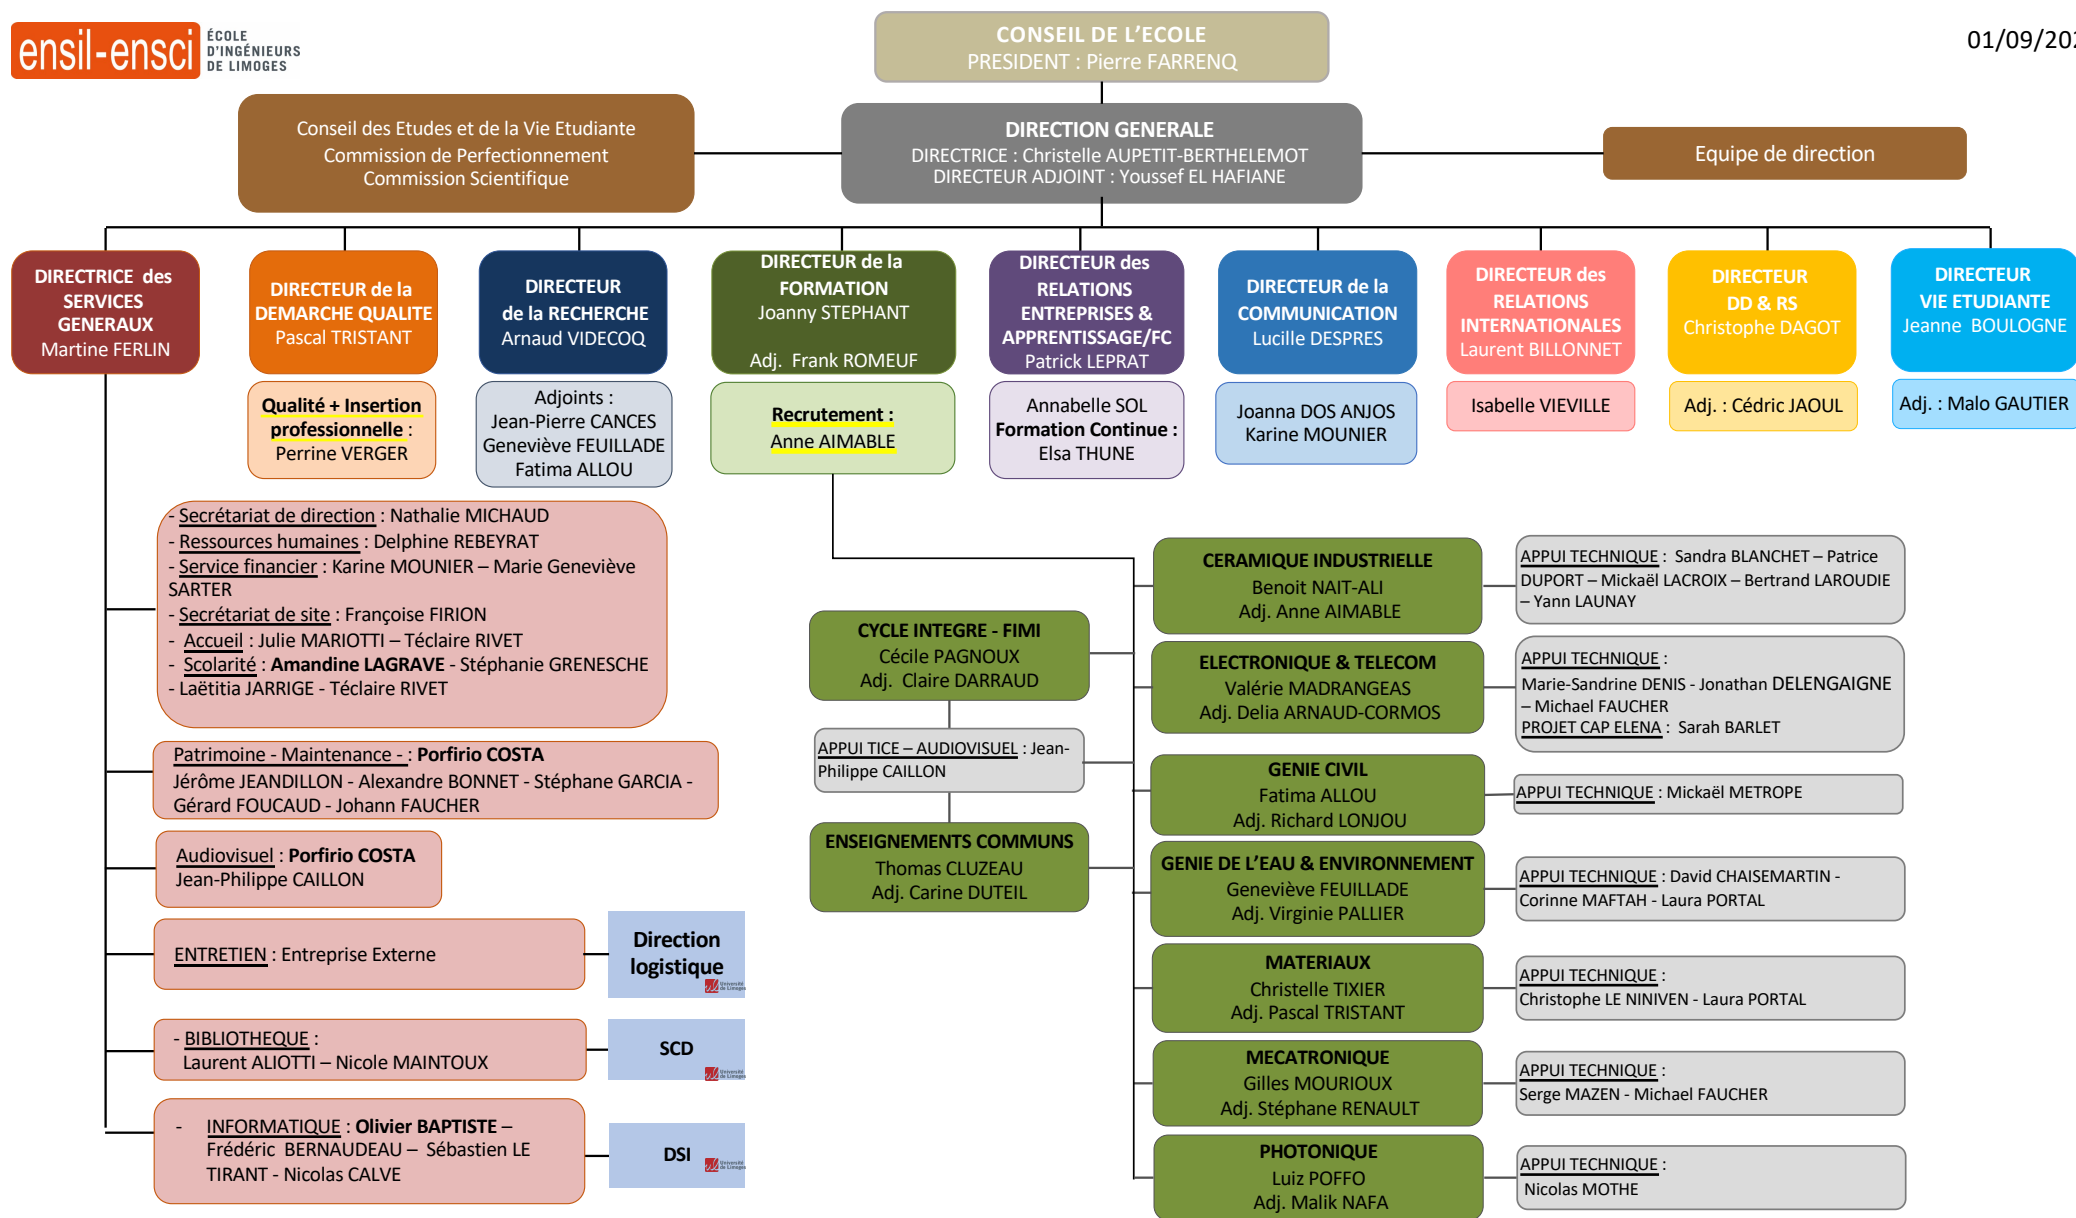 ensil-ensci
ÉCOLE
D'INGÉNIEURS
DE LIMOGES
CONSEIL DE L'ECOLE
PRESIDENT : Pierre FARRENQ
01/09/202
Conseil des Etudes et de la Vie Etudiante
Commission de Perfectionnement
Commission Scientifique
DIRECTION GENERALE
DIRECTRICE : Christelle AUPETIT-BERTHELEMOT
DIRECTEUR ADJOINT : Youssef EL HAFIANE
Equipe de direction
DIRECTRICE des
SERVICES
GENERAUX
Martine FERLIN
DIRECTEUR de la
DEMARCHE QUALITE
Pascal TRISTANT
DIRECTEUR
de la RECHERCHE
Arnaud VIDECOQ
DIRECTEUR de la
FORMATION
Joanny STEPHANT
Adj. Frank ROMEUF
DIRECTEUR des
RELATIONS
ENTREPRISES &
APPRENTISSAGE/FC
Patrick LEPRAT
DIRECTEUR de la
COMMUNICATION
Lucille DESPRES
DIRECTEUR des
RELATIONS
INTERNATIONALES
Laurent BILLONNET
DIRECTEUR
DD & RS
Christophe DAGOT
DIRECTEUR
VIE ETUDIANTE
Jeanne BOULOGNE
Qualité + Insertion
professionnelle :
Perrine VERGER
Adjoints :
Jean-Pierre CANCES
Geneviève FEUILLADE
Fatima ALLOU
Recrutement :
Anne AIMABLE
Annabelle SOL
Formation Continue :
Elsa THUNE
Joanna DOS ANJOS
Karine MOUNIER
Isabelle VIEVILLE
Adj. : Cédric JAOUL
Adj. : Malo GAUTIER
- Secrétariat de direction : Nathalie MICHAUD
- Ressources humaines : Delphine REBEYRAT
- Service financier : Karine MOUNIER – Marie Geneviève
SARTER
- Secrétariat de site : Françoise FIRION
- Accueil : Julie MARIOTTI – Téclaire RIVET
- Scolarité : Amandine LAGRAVE - Stéphanie GRENESCHE
- Laëtitia JARRIGE - Téclaire RIVET
Patrimoine - Maintenance - : Porfirio COSTA
Jérôme JEANDILLON - Alexandre BONNET - Stéphane GARCIA -
Gérard FOUCAUD - Johann FAUCHER
Audiovisuel : Porfirio COSTA
Jean-Philippe CAILLON
ENTRETIEN : Entreprise Externe
Direction
logistique
Université
de Limoges
- BIBLIOTHEQUE :
Laurent ALIOTTI – Nicole MAINTOUX
SCD
Université
de Limoges
- INFORMATIQUE : Olivier BAPTISTE –
Frédéric BERNAUDEAU – Sébastien LE
TIRANT - Nicolas CALVE
DSI
Université
de Limoges
CYCLE INTEGRE - FIMI
Cécile PAGNOUX
Adj. Claire DARRAUD
APPUI TICE – AUDIOVISUEL : Jean-
Philippe CAILLON
ENSEIGNEMENTS COMMUNS
Thomas CLUZEAU
Adj. Carine DUTEIL
CERAMIQUE INDUSTRIELLE
Benoit NAIT-ALI
Adj. Anne AIMABLE
APPUI TECHNIQUE : Sandra BLANCHET – Patrice
DUPORT – Mickaël LACROIX – Bertrand LAROUDIE
– Yann LAUNAY
ELECTRONIQUE & TELECOM
Valérie MADRANGEAS
Adj. Delia ARNAUD-CORMOS
APPUI TECHNIQUE :
Marie-Sandrine DENIS - Jonathan DELENGAIGNE
– Michael FAUCHER
PROJET CAP ELENA : Sarah BARLET
GENIE CIVIL
Fatima ALLOU
Adj. Richard LONJOU
APPUI TECHNIQUE : Mickaël METROPE
GENIE DE L'EAU & ENVIRONNEMENT
Geneviève FEUILLADE
Adj. Virginie PALLIER
APPUI TECHNIQUE : David CHAISEMARTIN -
Corinne MAFTAH - Laura PORTAL
MATERIAUX
Christelle TIXIER
Adj. Pascal TRISTANT
APPUI TECHNIQUE :
Christophe LE NINIVEN - Laura PORTAL
MECATRONIQUE
Gilles MOURIOUX
Adj. Stéphane RENAULT
APPUI TECHNIQUE :
Serge MAZEN - Michael FAUCHER
PHOTONIQUE
Luiz POFFO
Adj. Malik NAFA
APPUI TECHNIQUE :
Nicolas MOTHE